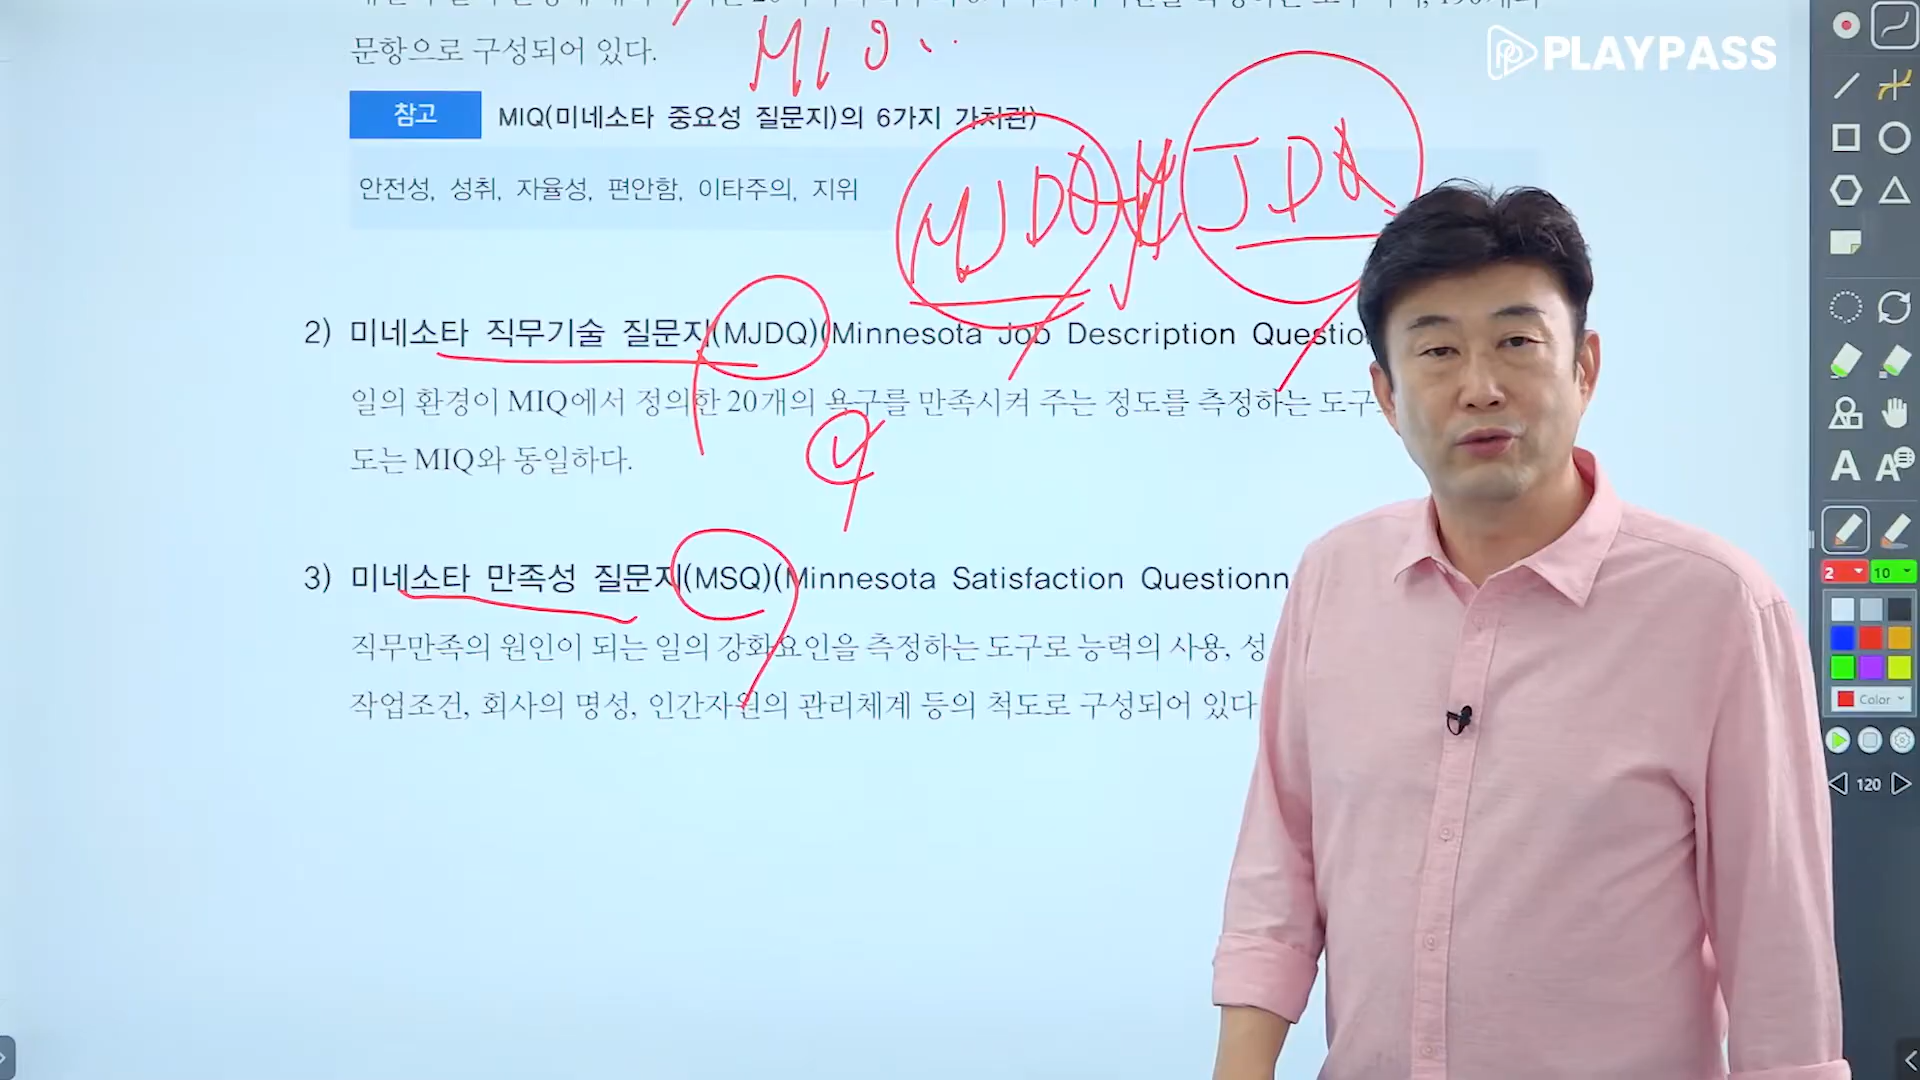 PLAYPASS
문항으로 구성되어 있다.
MIQ
참고 MIQ(미네소타 중요성 질문지)의 6가지 가치관)
안전성, 성취, 자율성, 편안함, 이타주의, 지위
MJDQ JDQ
2) 미네소타 직무기술 질문지(MJDQ)(Minnesota Job Description
일의 환경이 MIQ에서 정의한 20개의 욕구를 만족시켜 주는 정도를 측정하는
도는 MIQ와 동일하다.
3) 미네소타 만족성 질문지(MSQ)(Minnesota Satisfaction
직무만족의 원인이 되는 일의 강화요인을 측정하는 도구로 능력의 사용,
작업조건, 회사의 명성, 인간자원의 관리체계 등의 척도로 구성되어 있다
A A
2 10
Color
120